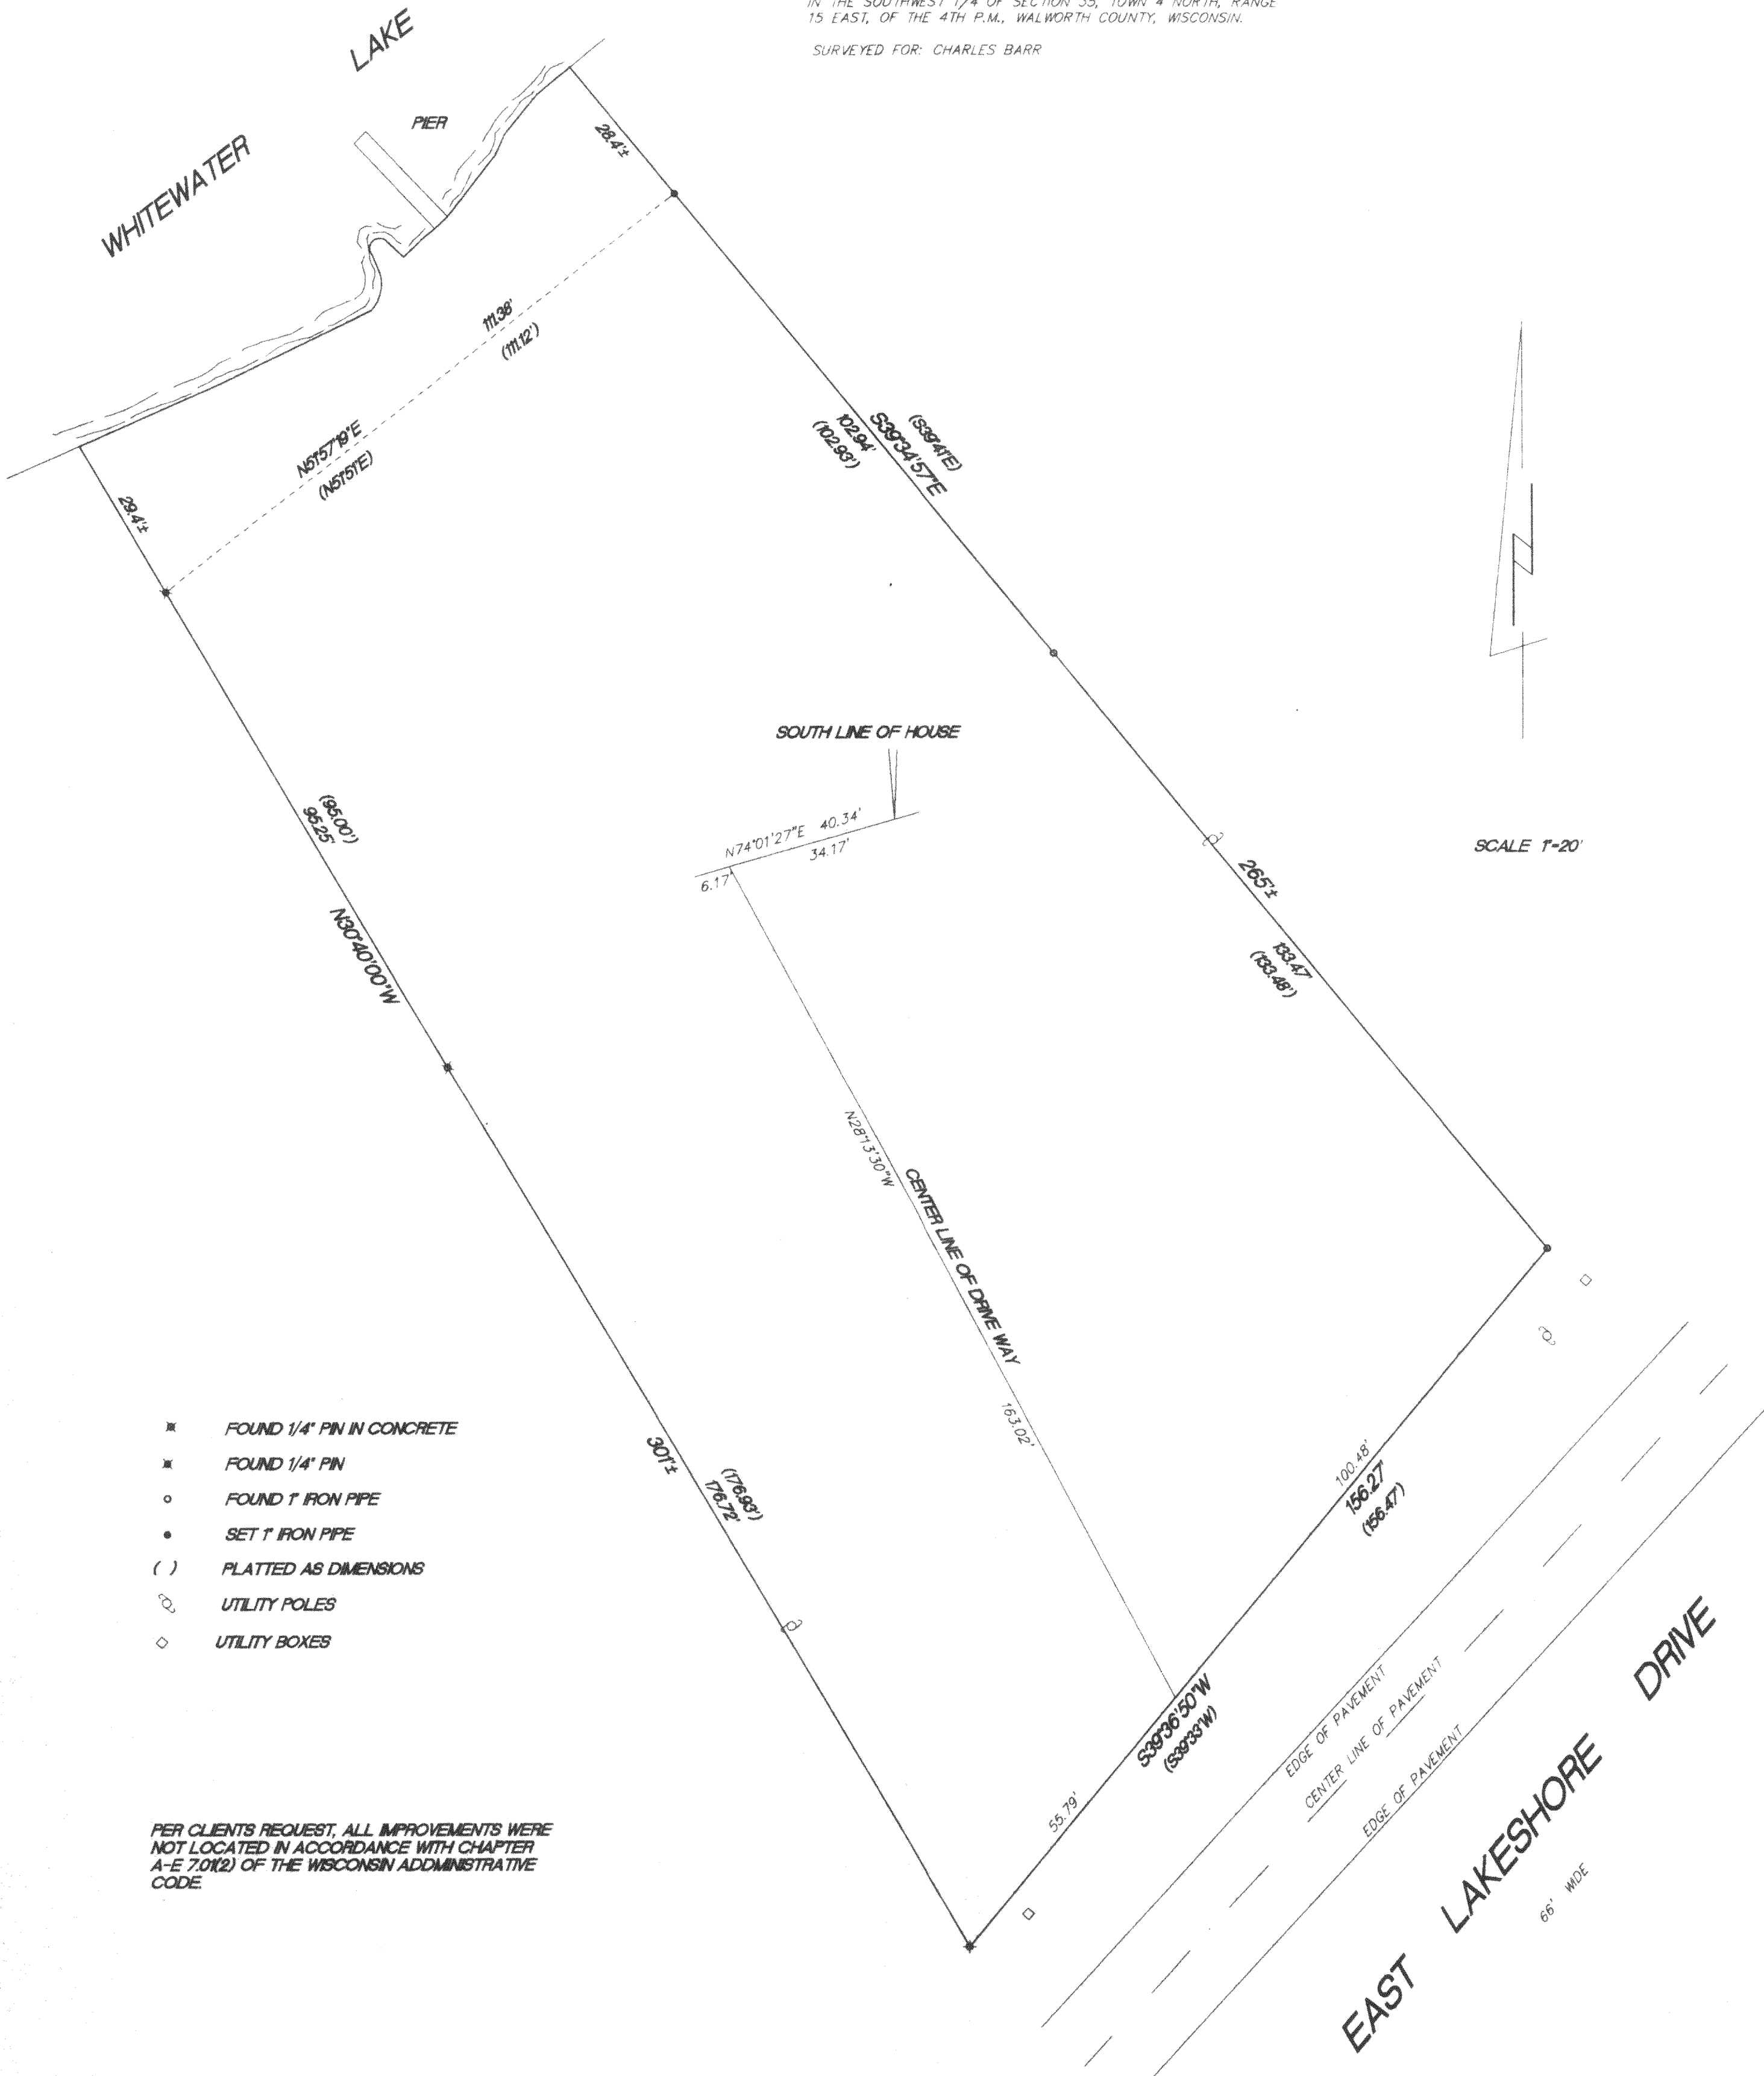 IN THE SOUTHWEST 1/4 OF SECTION 35, TOWN 4 NORTH, RANGE
15 EAST, OF THE 4TH P.M., WALWORTH COUNTY, WISCONSIN.
SURVEYED FOR: CHARLES BARR
WHITEWATER LAKE
PIER
28.4'±
111.38'
(111.12')
N51°57'19"E
(N51°51'E)
29.4'±
(S39°41'E)
S39°34'57"E
102.94'
(102.93')
SOUTH LINE OF HOUSE
N74°01'27"E 40.34'
34.17'
6.17'
SCALE 1"=20'
(95.00')
95.25'
N30°40'00"W
265'±
133.47'
(133.48')
N28°13'30"W
CENTER LINE OF DRIVE WAY
163.02'
301'±
(176.93')
176.72'
100.48'
156.27'
(156.47')
S39°36'50"W
(S39°33'W)
55.79'
EDGE OF PAVEMENT
CENTER LINE OF PAVEMENT
EDGE OF PAVEMENT
EAST LAKESHORE DRIVE
66' WIDE
FOUND 1/4" PIN IN CONCRETE
FOUND 1/4" PIN
FOUND 1" IRON PIPE
SET 1" IRON PIPE
( ) PLATTED AS DIMENSIONS
UTILITY POLES
UTILITY BOXES
PER CLIENTS REQUEST, ALL IMPROVEMENTS WERE
NOT LOCATED IN ACCORDANCE WITH CHAPTER
A-E 7.01(2) OF THE WISCONSIN ADDMINISTRATIVE
CODE.